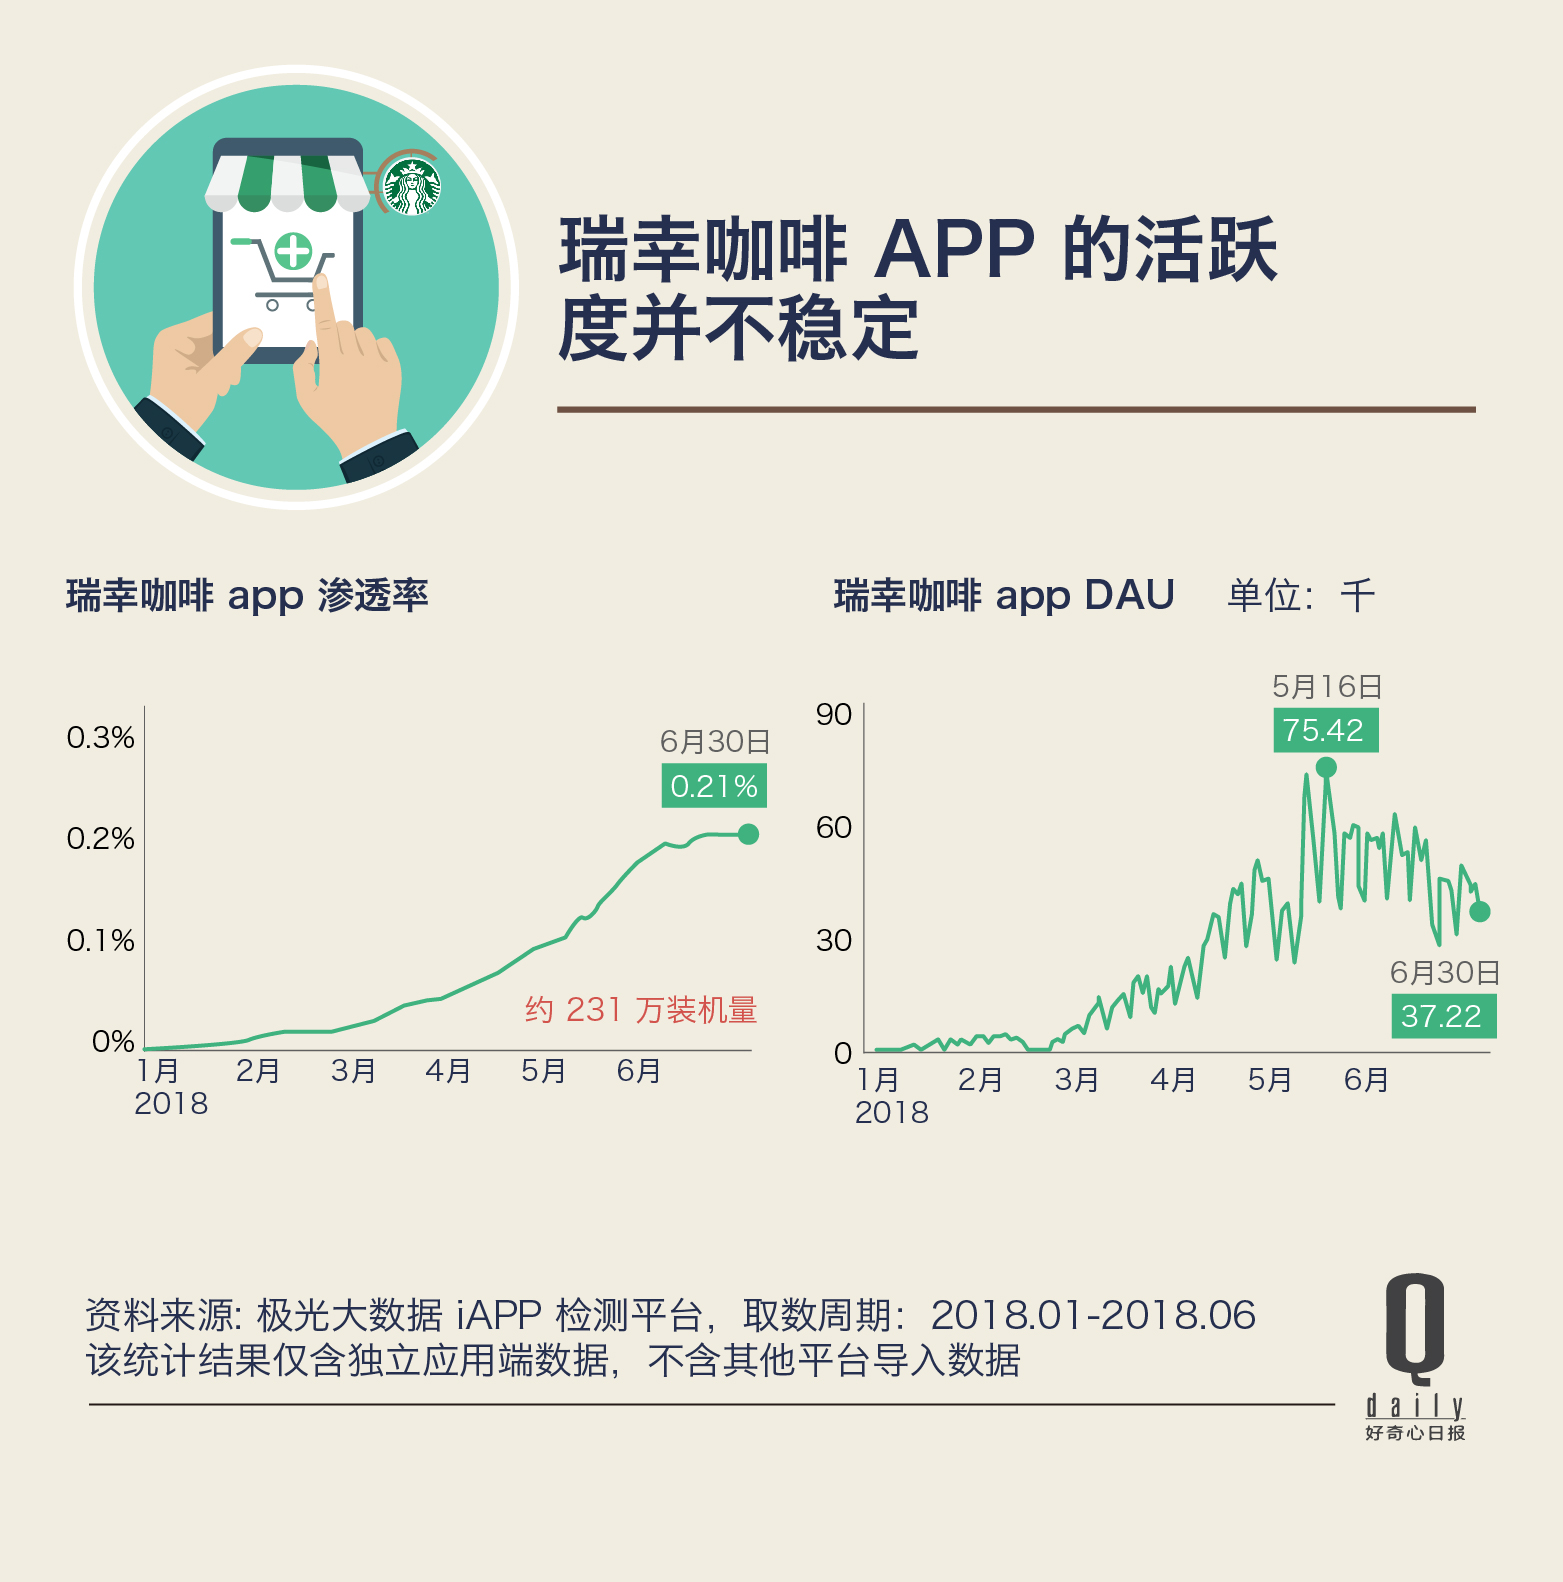 瑞幸咖啡 APP 的活跃
度并不稳定
瑞幸咖啡 app 渗透率
0.3%
0.2%
0.1%
0%
6月30日
0.21%
约 231 万装机量
1月 2月 3月 4月 5月 6月
2018
瑞幸咖啡 app DAU 单位：千
90
60
30
0
5月16日
75.42
6月30日
37.22
1月 2月 3月 4月 5月 6月
2018
资料来源: 极光大数据 iAPP 检测平台，取数周期：2018.01-2018.06
该统计结果仅含独立应用端数据，不含其他平台导入数据
Q
daily
好奇心日报